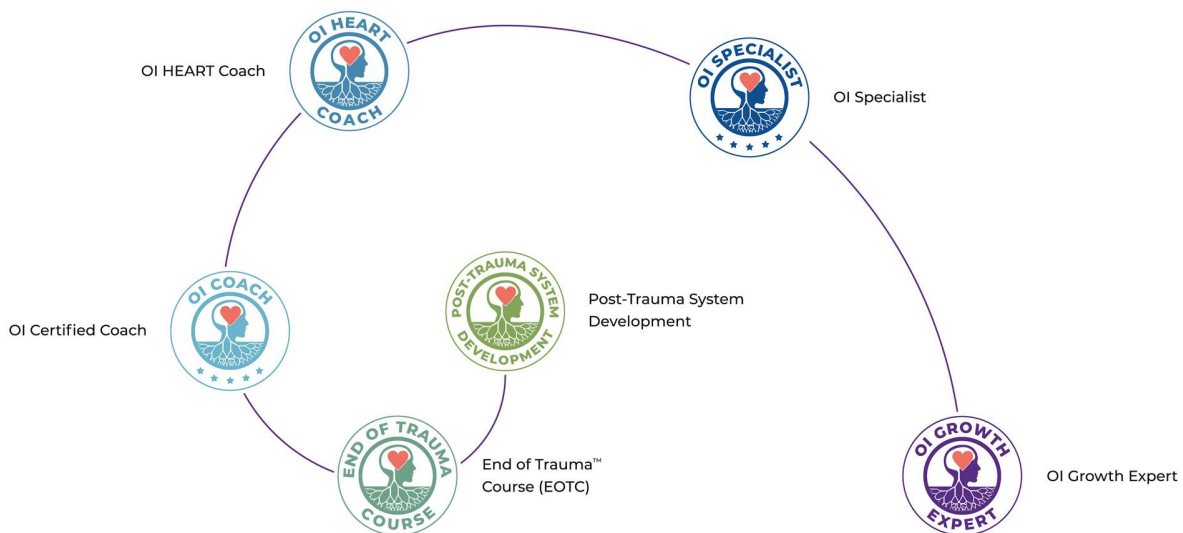 OI HEART
COACH
OI HEART Coach
OI SPECIALIST
OI Specialist
OI COACH
OI Certified Coach
POST-TRAUMA SYSTEM
DEVELOPMENT
Post-Trauma System
Development
END OF TRAUMA
COURSE
End of Trauma™
Course (EOTC)
OI GROWTH
EXPERT
OI Growth Expert